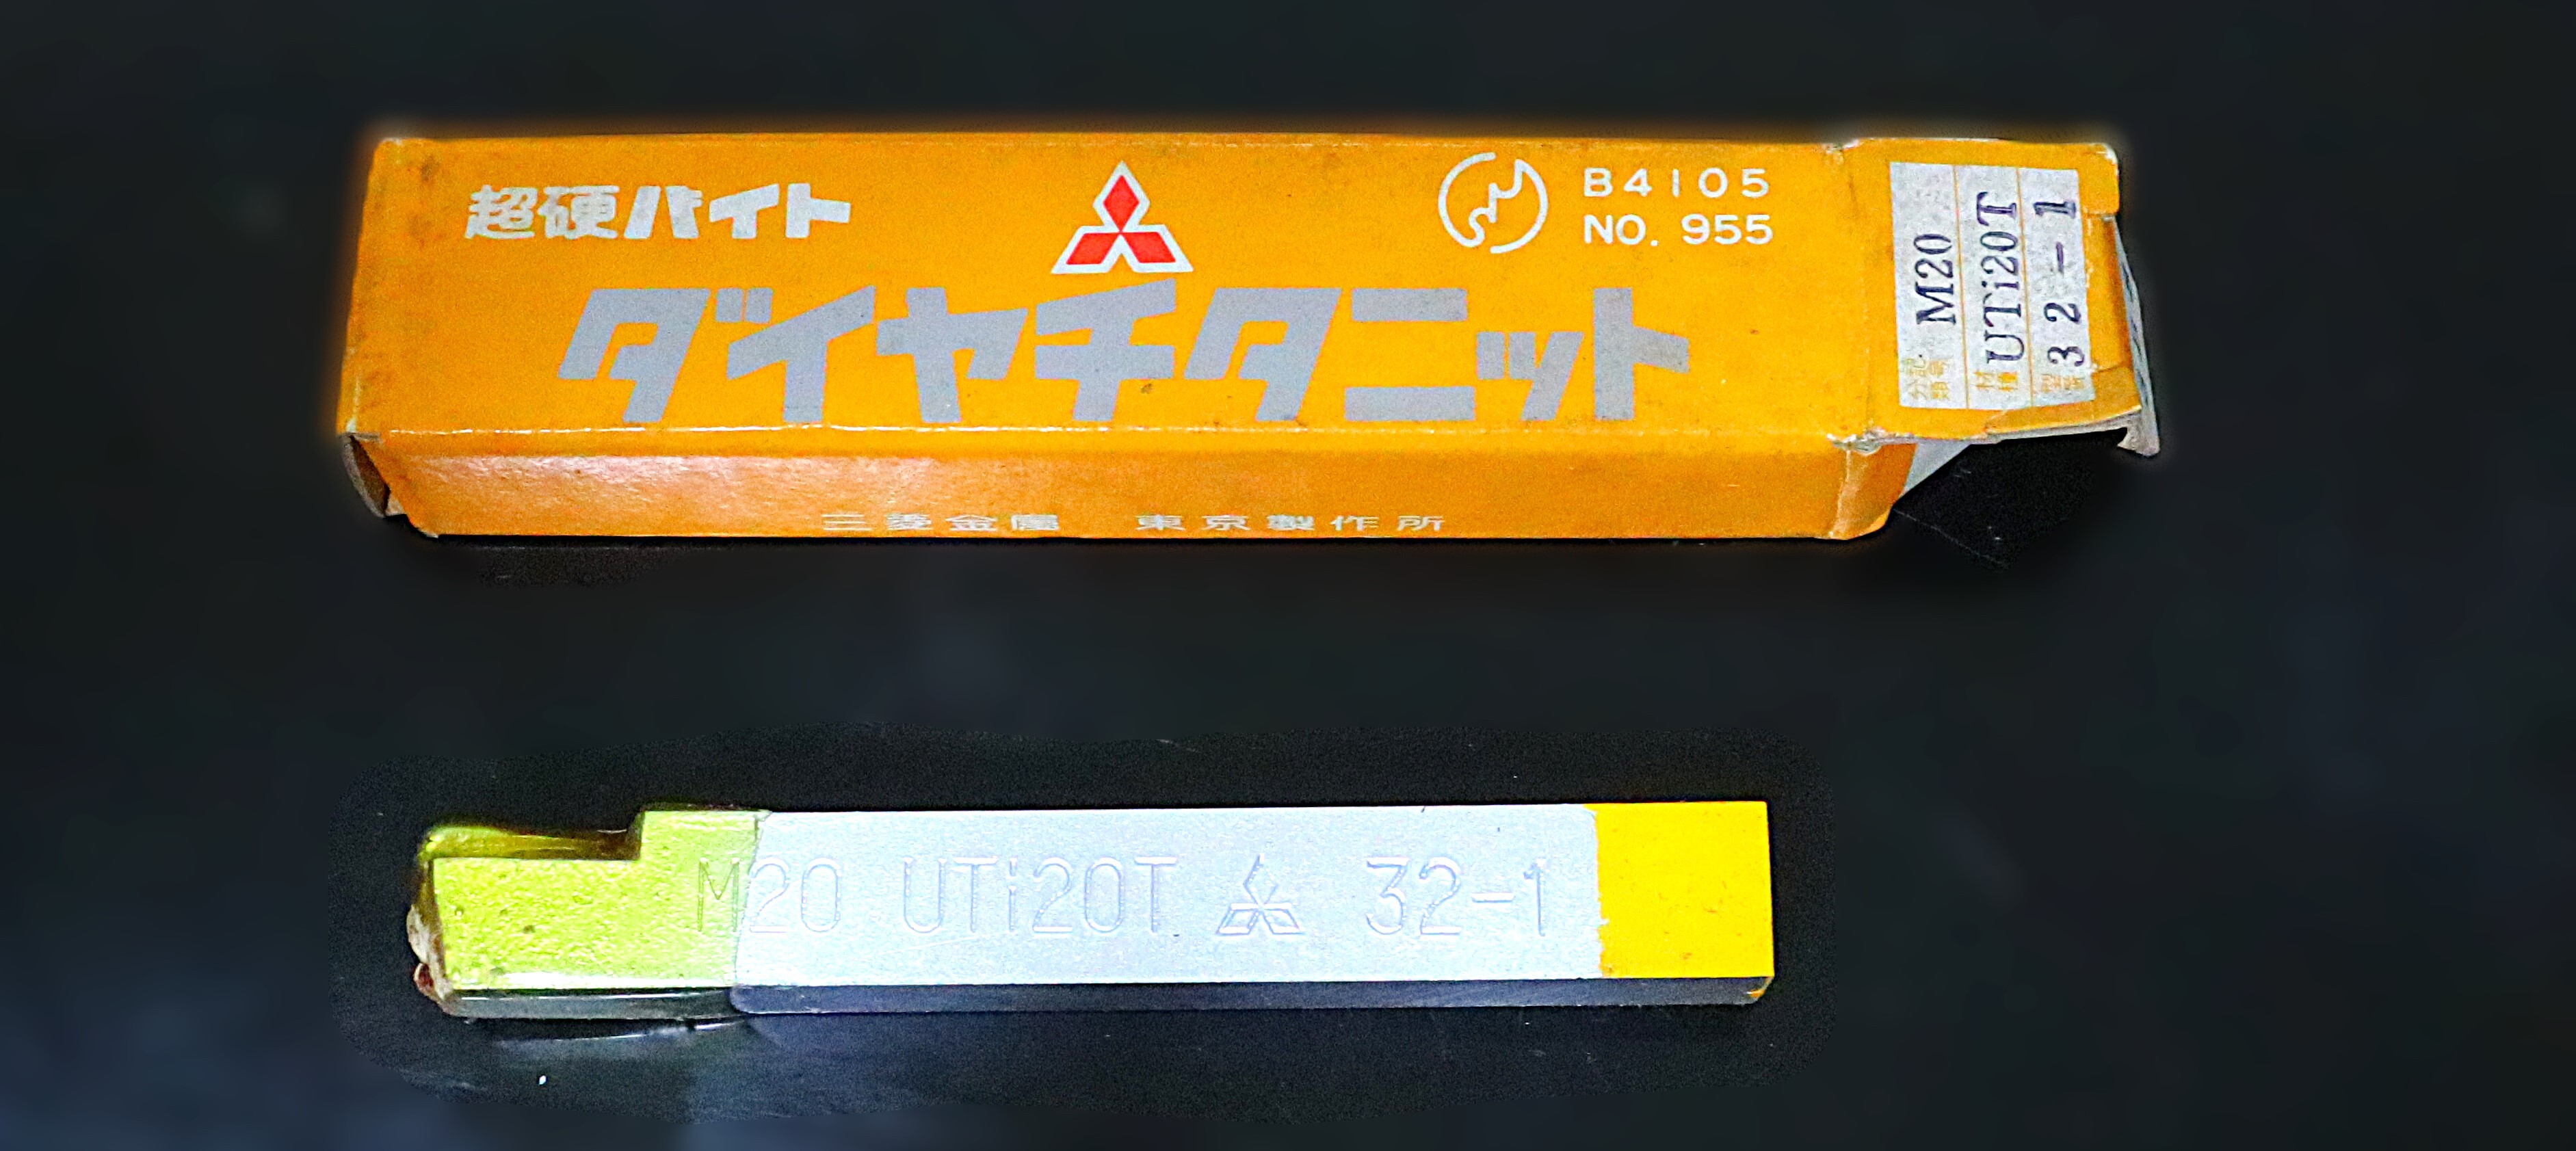 超硬バイト
B4105
NO. 955
ダイヤチタニット
三菱金属 東京製作所
分類記号 M20
材種 UTi20T
型番 32-1
M20 UTi20T 32-1